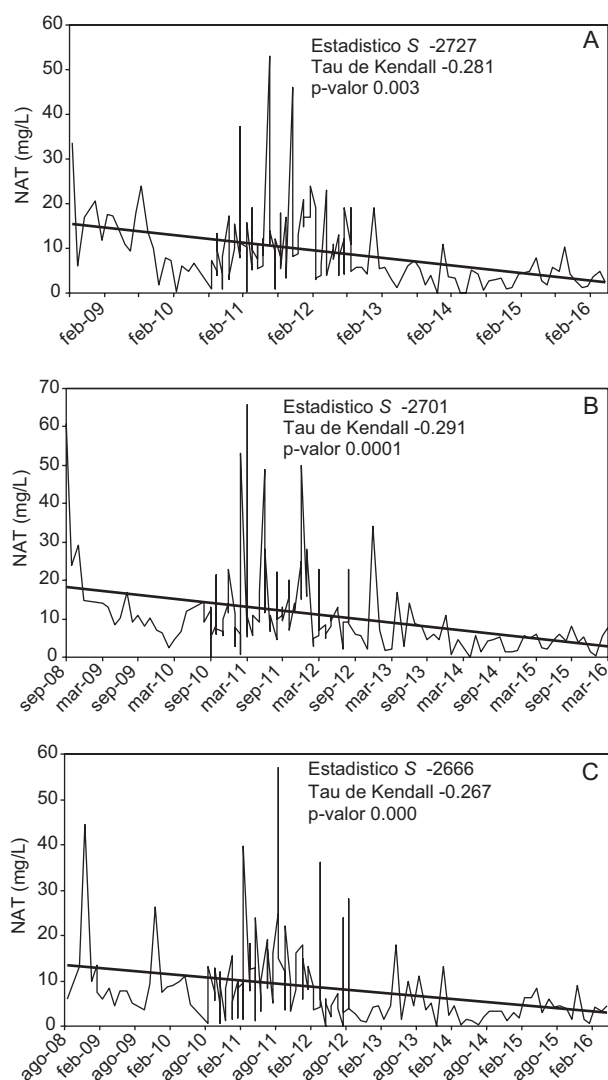 A
Estadistico S -2727
Tau de Kendall -0.281
p-valor 0.003
NAT (mg/L)
60
50
40
30
20
10
0
feb-09
feb-10
feb-11
feb-12
feb-13
feb-14
feb-15
feb-16
B
Estadistico S -2701
Tau de Kendall -0.291
p-valor 0.0001
NAT (mg/L)
70
60
50
40
30
20
10
0
sep-08
mar-09
sep-09
mar-10
sep-10
mar-11
sep-11
mar-12
sep-12
mar-13
sep-13
mar-14
sep-14
mar-15
sep-15
mar-16
C
Estadistico S -2666
Tau de Kendall -0.267
p-valor 0.000
NAT (mg/L)
60
50
40
30
20
10
0
ago-08
feb-09
ago-09
feb-10
ago-10
feb-11
ago-11
feb-12
ago-12
feb-13
ago-13
feb-14
ago-14
feb-15
ago-15
feb-16